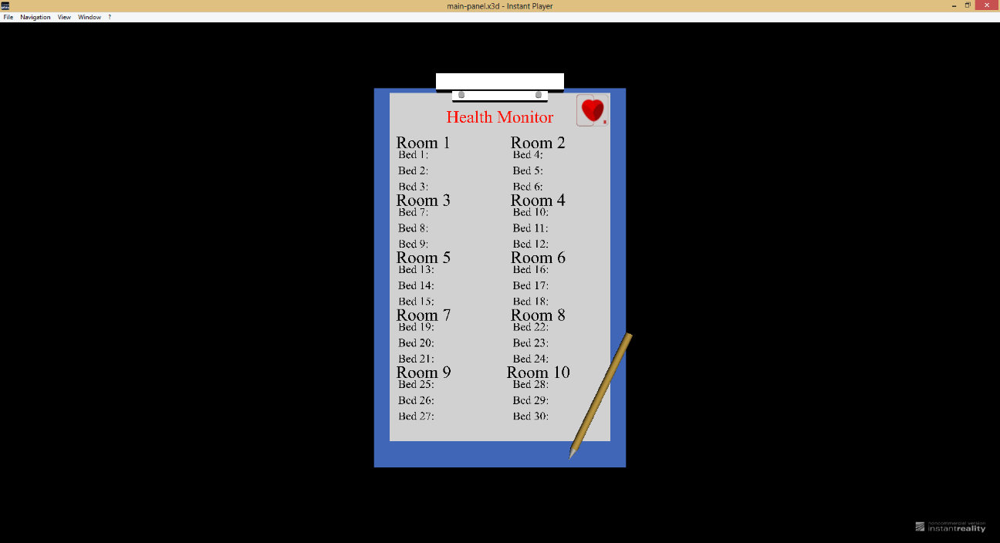 main-panel.x3d - Instant Player
File Navigation View Window ?
Health Monitor
Room 1
Bed 1:
Bed 2:
Bed 3:
Room 2
Bed 4:
Bed 5:
Bed 6:
Room 3
Bed 7:
Bed 8:
Bed 9:
Room 4
Bed 10:
Bed 11:
Bed 12:
Room 5
Bed 13:
Bed 14:
Bed 15:
Room 6
Bed 16:
Bed 17:
Bed 18:
Room 7
Bed 19:
Bed 20:
Bed 21:
Room 8
Bed 22:
Bed 23:
Bed 24:
Room 9
Bed 25:
Bed 26:
Bed 27:
Room 10
Bed 28:
Bed 29:
Bed 30:
noncommercial version
instantreality